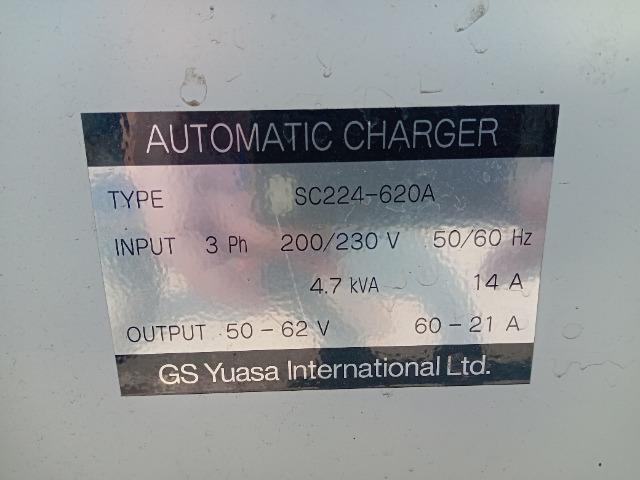 AUTOMATIC CHARGER
TYPE SC224-620A
INPUT 3 Ph 200/230 V 50/60 Hz
4.7 kVA 14 A
OUTPUT 50-62 V 60-21 A
GS Yuasa International Ltd.